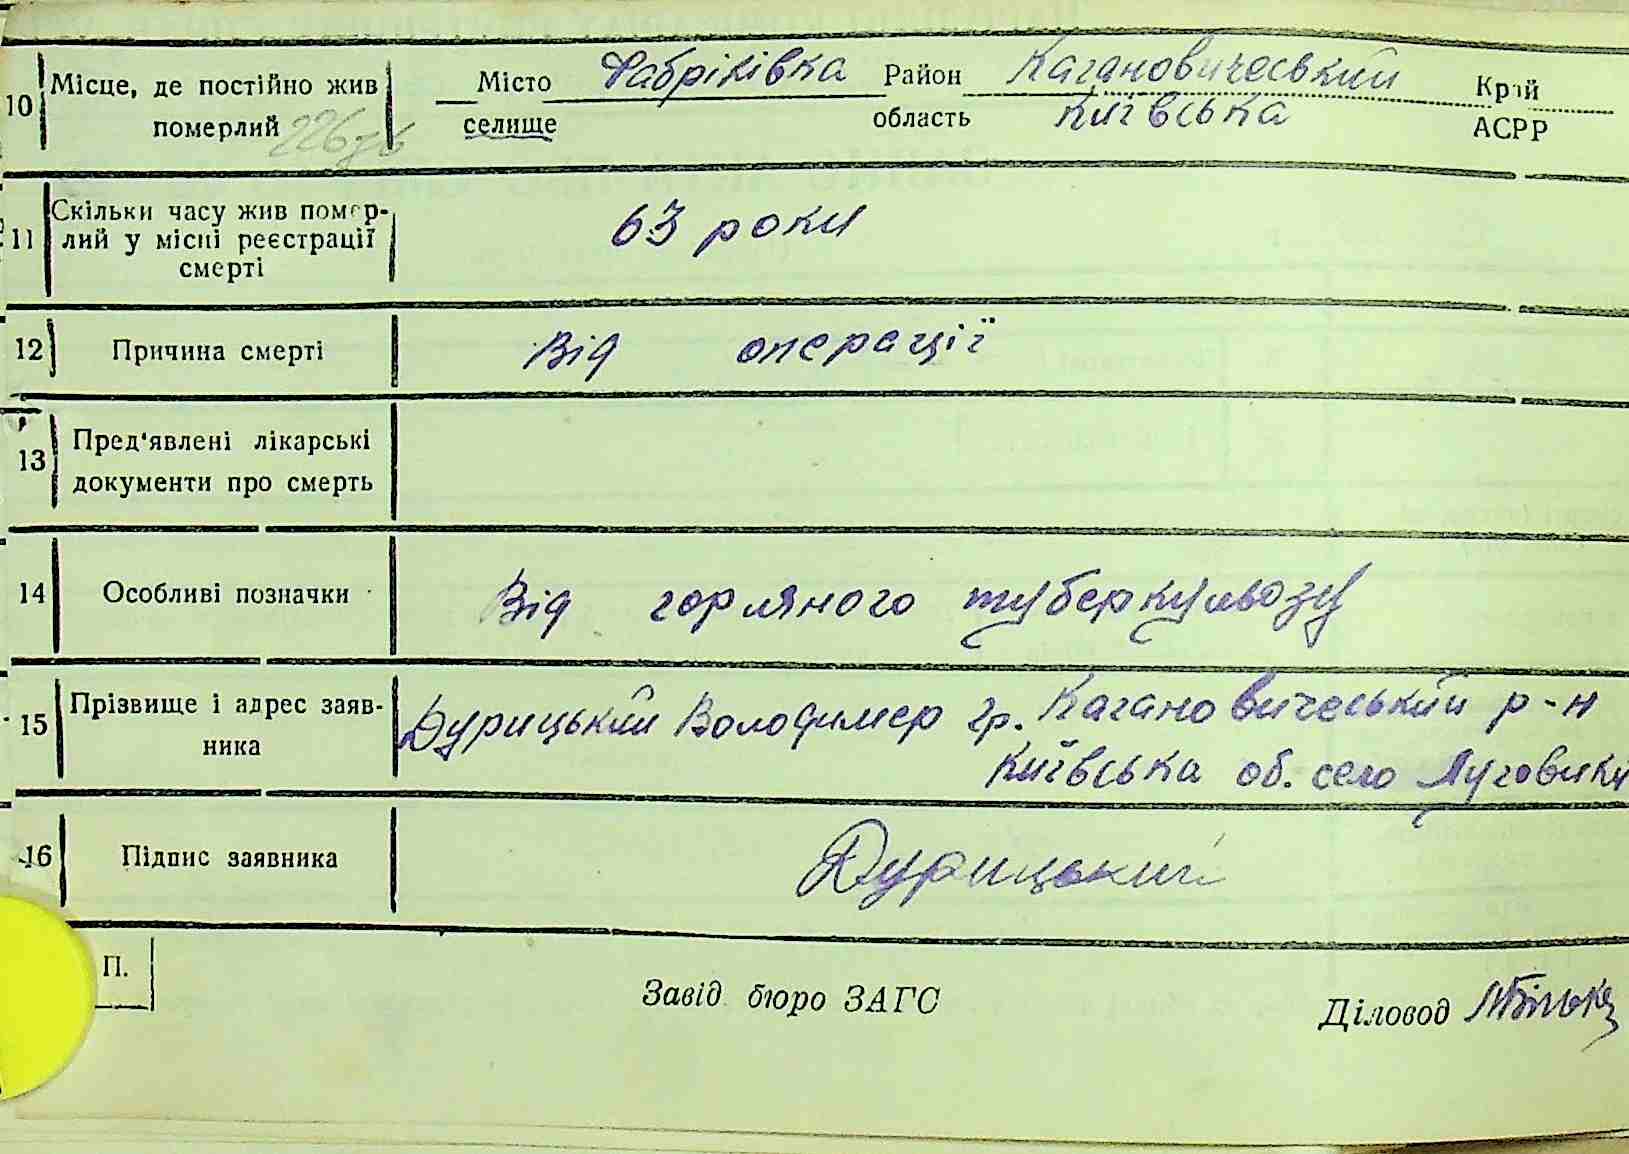 10 Місце, де постійно жив Місто Фабріківка Район Кагановичеський Край
померлий селище область київська АСРР
11 Скільки часу жив помер-
лий у місці реєстрації 63 роки
смерті
12 Причина смерті Від операції
13 Пред'явлені лікарські
документи про смерть
14 Особливі позначки Від горляного туберкульозу
15 Прізвище і адрес заяв- Дурицький Володимер гр. Кагановичеський р-н
ника Київська об. село Луговики
16 Підпис заявника Дурицький
П.
Завід. бюро ЗАГС Діловод